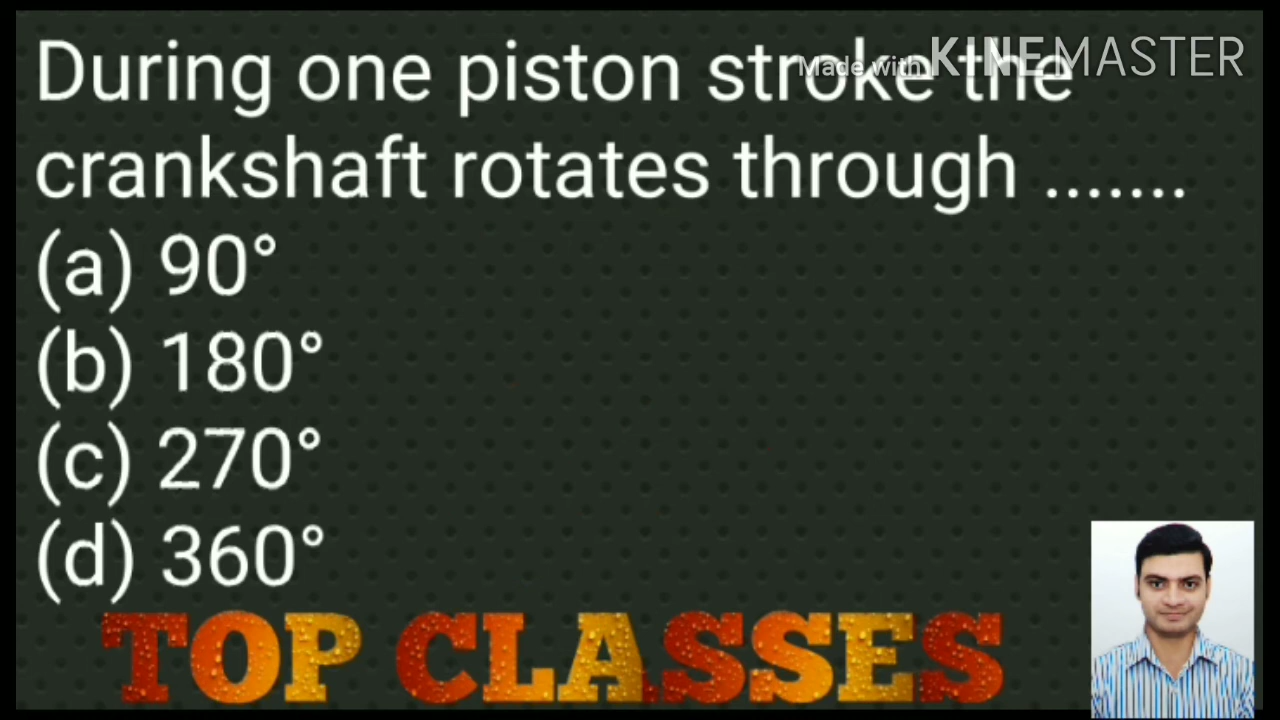 During one piston stroke the
Made with KINEMASTER
crankshaft rotates through .......
(a) 90°
(b) 180°
(c) 270°
(d) 360°
TOP CLASSES